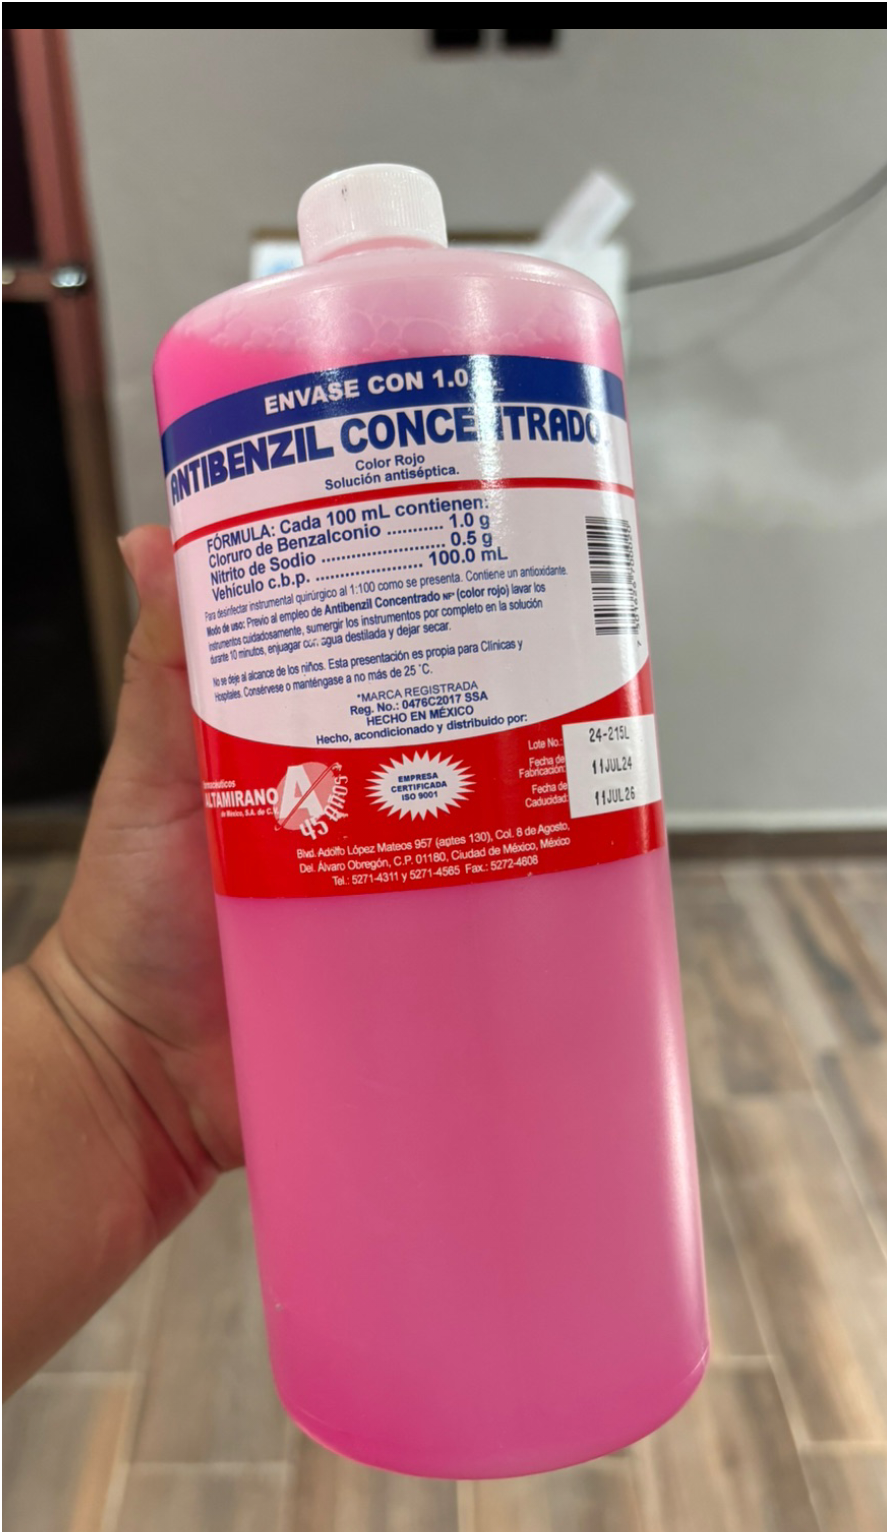 ENVASE CON 1.0
ANTIBENZIL CONCENTRADO
Color Rojo
Solución antiséptica.
FÓRMULA: Cada 100 mL contienen:
Cloruro de Benzalconio ........... 1.0 g
Nitrito de Sodio ...................... 0.5 g
Vehículo c.b.p. ................... 100.0 mL
Para desinfectar instrumental quirúrgico al 1:100 como se presenta. Contiene un antioxidante.
Modo de uso: Previo al empleo de Antibenzil Concentrado (color rojo) lavar los
instrumentos cuidadosamente, sumergir los instrumentos por completo en la solución
durante 10 minutos, enjuagar con agua destilada y dejar secar.
No se deje al alcance de los niños. Esta presentación es propia para Clínicas y
Hospitales. Consérvese o manténgase a no más de 25 °C.
*MARCA REGISTRADA
Reg. No.: 0476C2017 SSA
HECHO EN MÉXICO
Hecho, acondicionado y distribuido por:
Lote No.: 24-215L
Fecha de
Fabricación: 11JUL24
Fecha de
Caducidad: 11JUL26
ALTAMIRANO
de México, S.A. de C.V.
A
45 AÑOS
EMPRESA
CERTIFICADA
ISO 9001
Blvd. Adolfo López Mateos 957 (antes 130), Col. 8 de Agosto,
Del. Álvaro Obregón, C.P. 01180, Ciudad de México, México
Tel.: 5271-4311 y 5271-4565 Fax.: 5272-4608